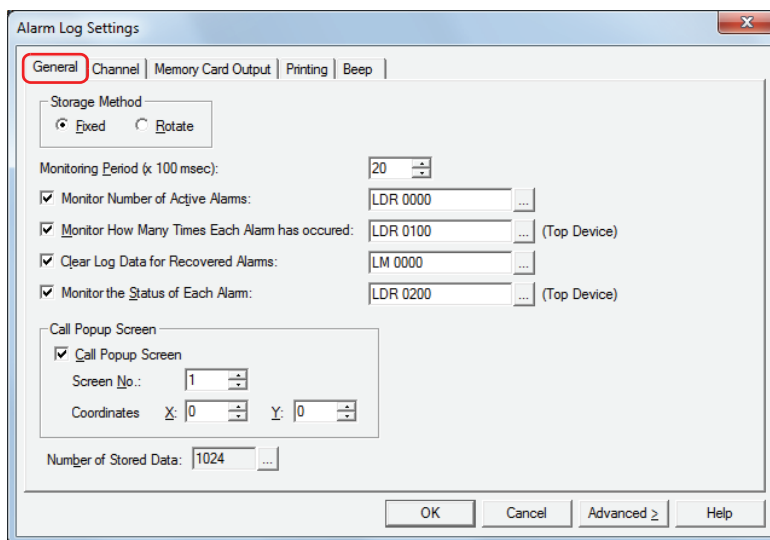 Alarm Log Settings
General Channel Memory Card Output Printing Beep
Storage Method
Fixed Rotate
Monitoring Period (x 100 msec): 20
Monitor Number of Active Alarms: LDR 0000 ...
Monitor How Many Times Each Alarm has occured: LDR 0100 ... (Top Device)
Clear Log Data for Recovered Alarms: LM 0000 ...
Monitor the Status of Each Alarm: LDR 0200 ... (Top Device)
Call Popup Screen
Call Popup Screen
Screen No.: 1
Coordinates X: 0 Y: 0
Number of Stored Data: 1024 ...
OK Cancel Advanced > Help